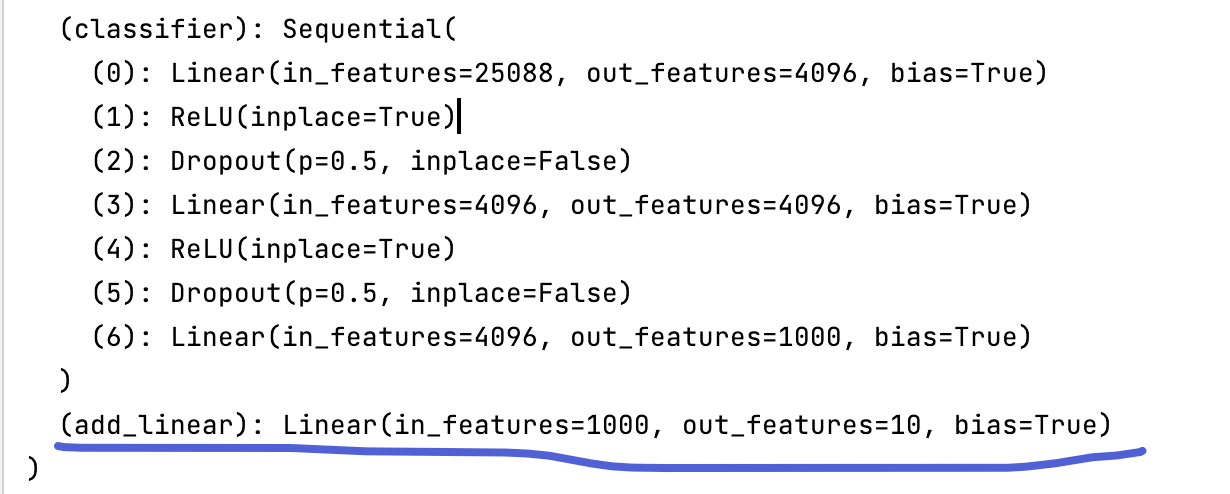 (classifier): Sequential(
(0): Linear(in_features=25088, out_features=4096, bias=True)
(1): ReLU(inplace=True)
(2): Dropout(p=0.5, inplace=False)
(3): Linear(in_features=4096, out_features=4096, bias=True)
(4): ReLU(inplace=True)
(5): Dropout(p=0.5, inplace=False)
(6): Linear(in_features=4096, out_features=1000, bias=True)
)
(add_linear): Linear(in_features=1000, out_features=10, bias=True)
)